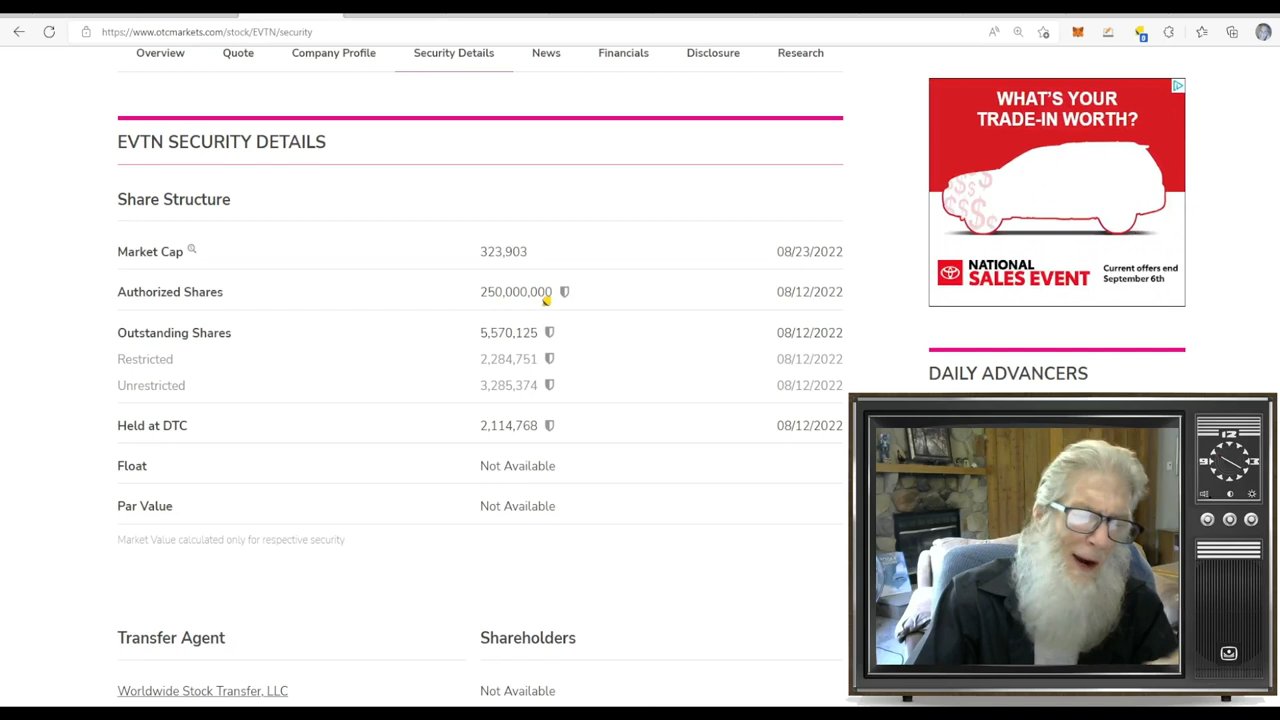 https://www.otcmarkets.com/stock/EVTN/security
Overview Quote Company Profile Security Details News Financials Disclosure Research
EVTN SECURITY DETAILS
Share Structure
Market Cap 323,903 08/23/2022
Authorized Shares 250,000,000 08/12/2022
Outstanding Shares 5,570,125 08/12/2022
Restricted 2,284,751 08/12/2022
Unrestricted 3,285,374 08/12/2022
Held at DTC 2,114,768 08/12/2022
Float Not Available
Par Value Not Available
Market Value calculated only for respective security
Transfer Agent Shareholders
Worldwide Stock Transfer, LLC Not Available
WHAT'S YOUR
TRADE-IN WORTH?
NATIONAL
SALES EVENT
Current offers end
September 6th
DAILY ADVANCERS
12
9 3